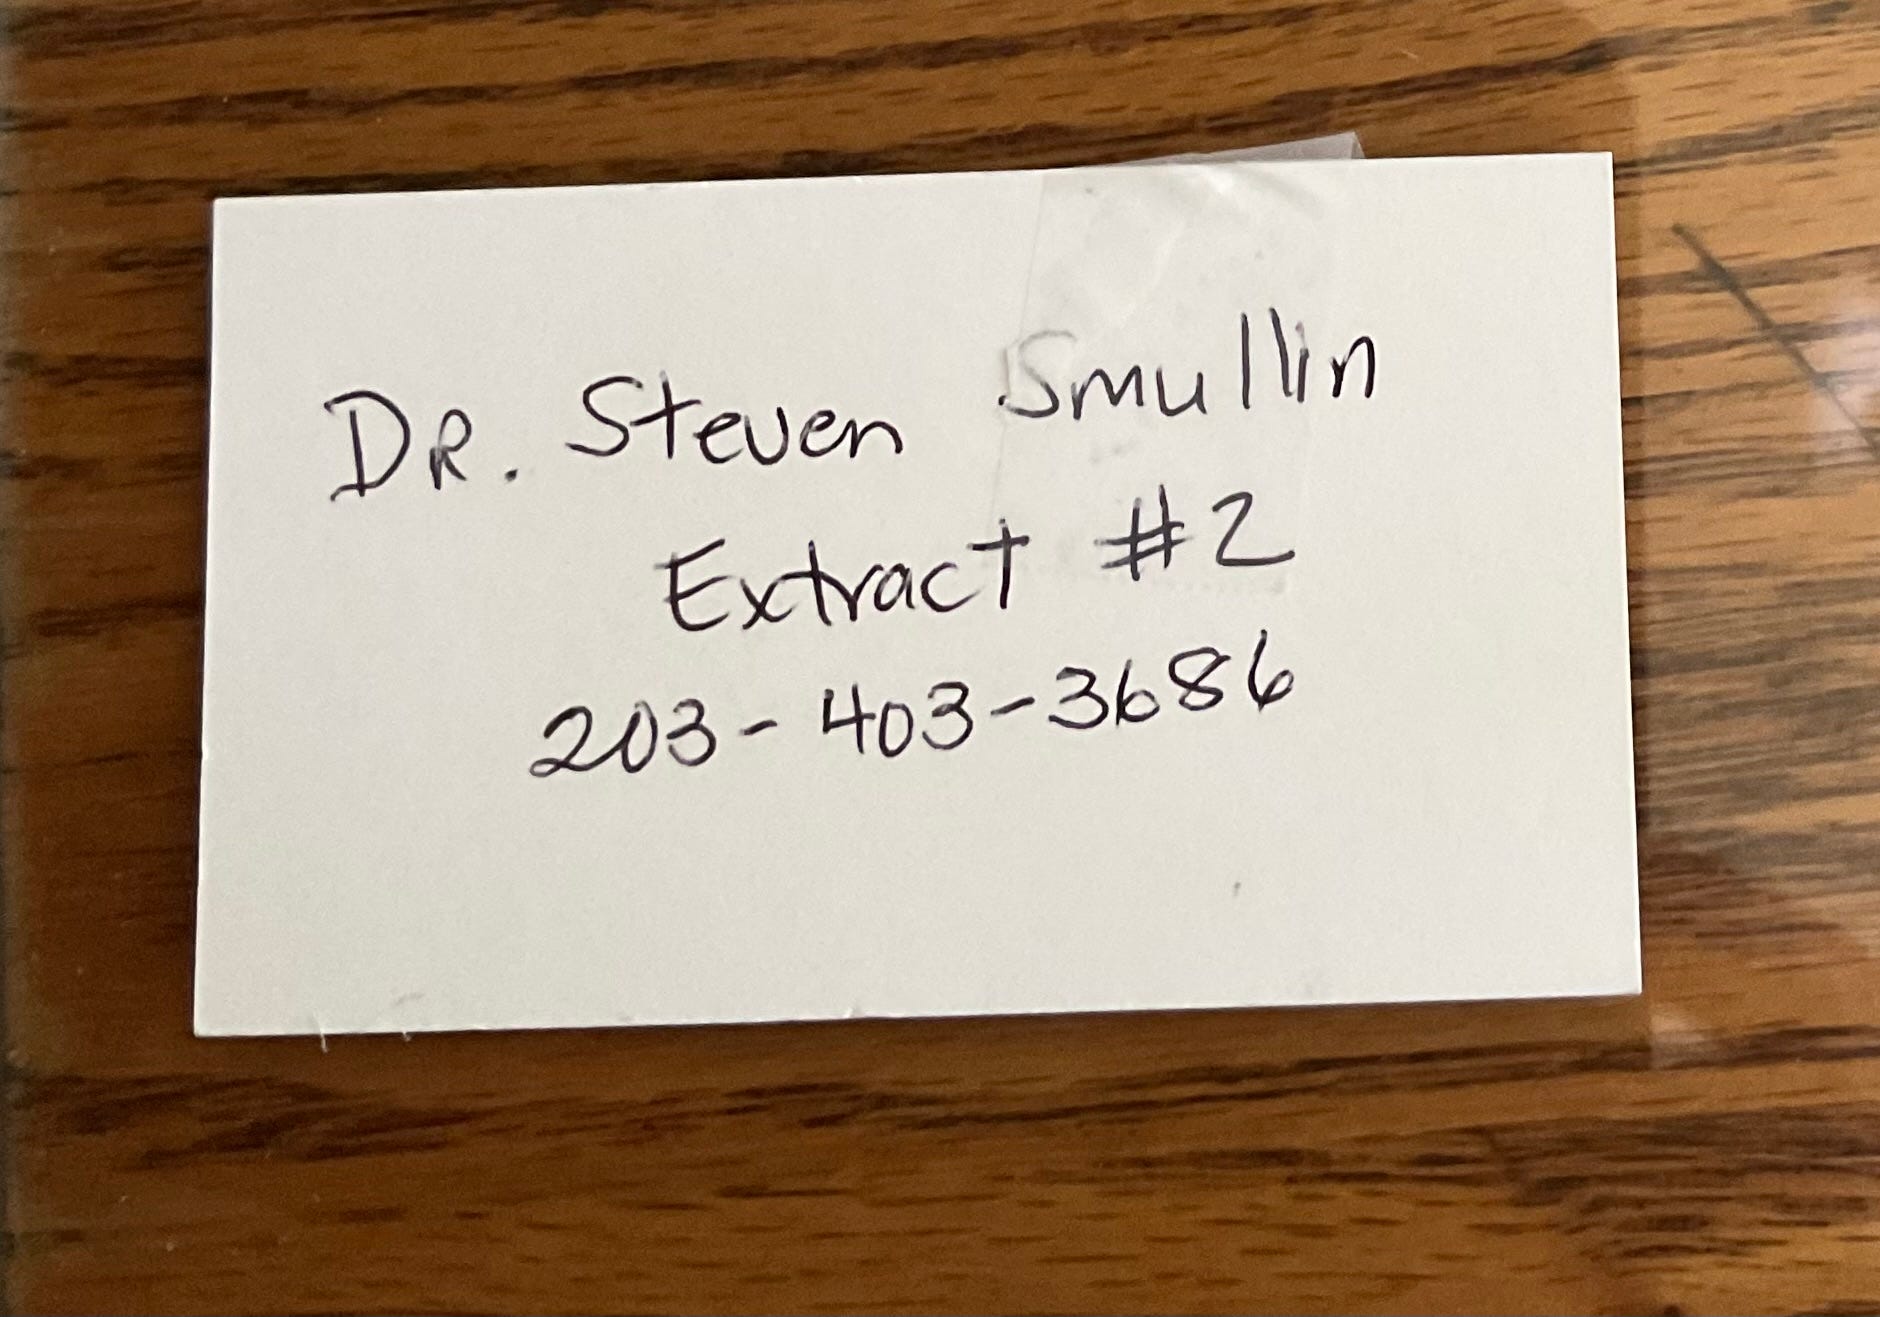 DR. Steven Smullin
Extract #2
203-403-3686